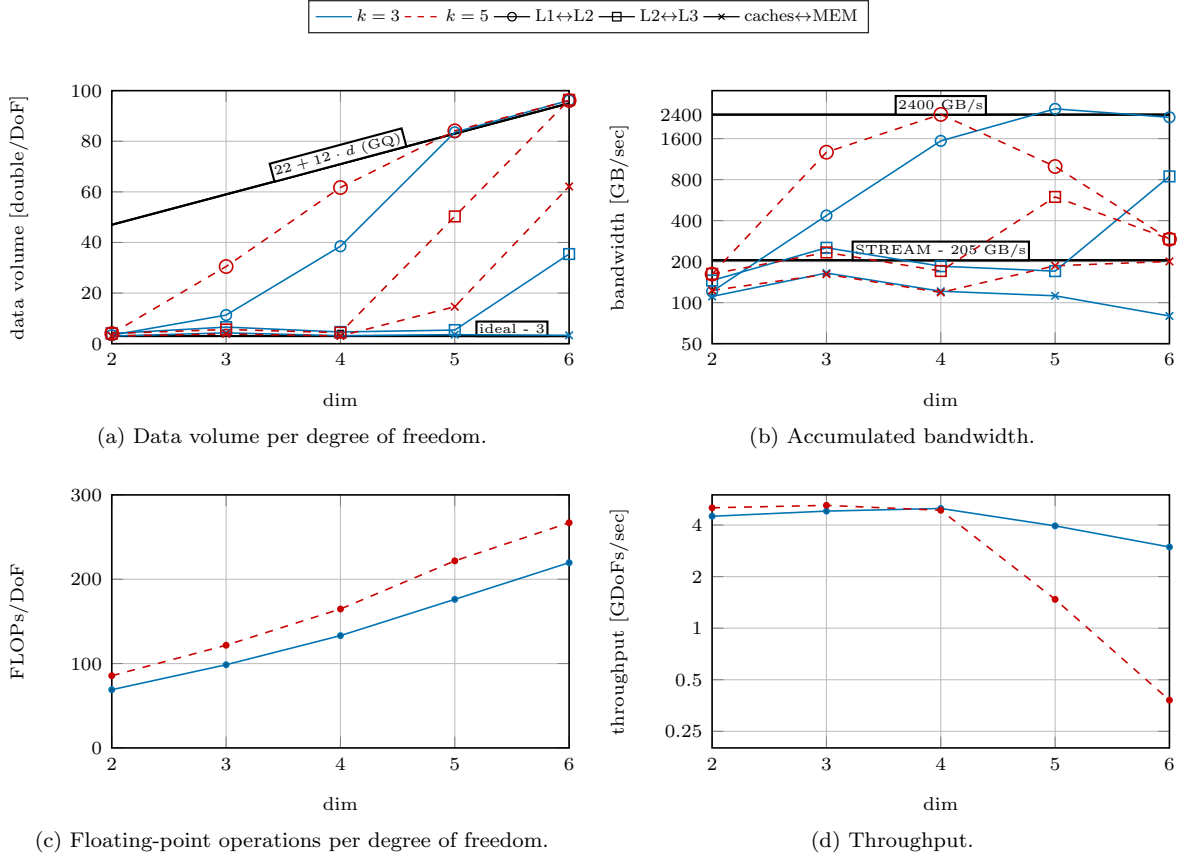 k = 3 k = 5 L1↔L2 L2↔L3 caches↔MEM
100
80
60
40
20
0
2 3 4 5 6
dim
data volume [double/DoF]
22 + 12 · d (GQ)
ideal - 3
(a) Data volume per degree of freedom.
2400
1600
800
400
200
100
50
2 3 4 5 6
dim
bandwidth [GB/sec]
2400 GB/s
STREAM - 205 GB/s
(b) Accumulated bandwidth.
300
200
100
0
2 3 4 5 6
dim
FLOPs/DoF
(c) Floating-point operations per degree of freedom.
4
2
1
0.5
0.25
2 3 4 5 6
dim
throughput [GDoFs/sec]
(d) Throughput.